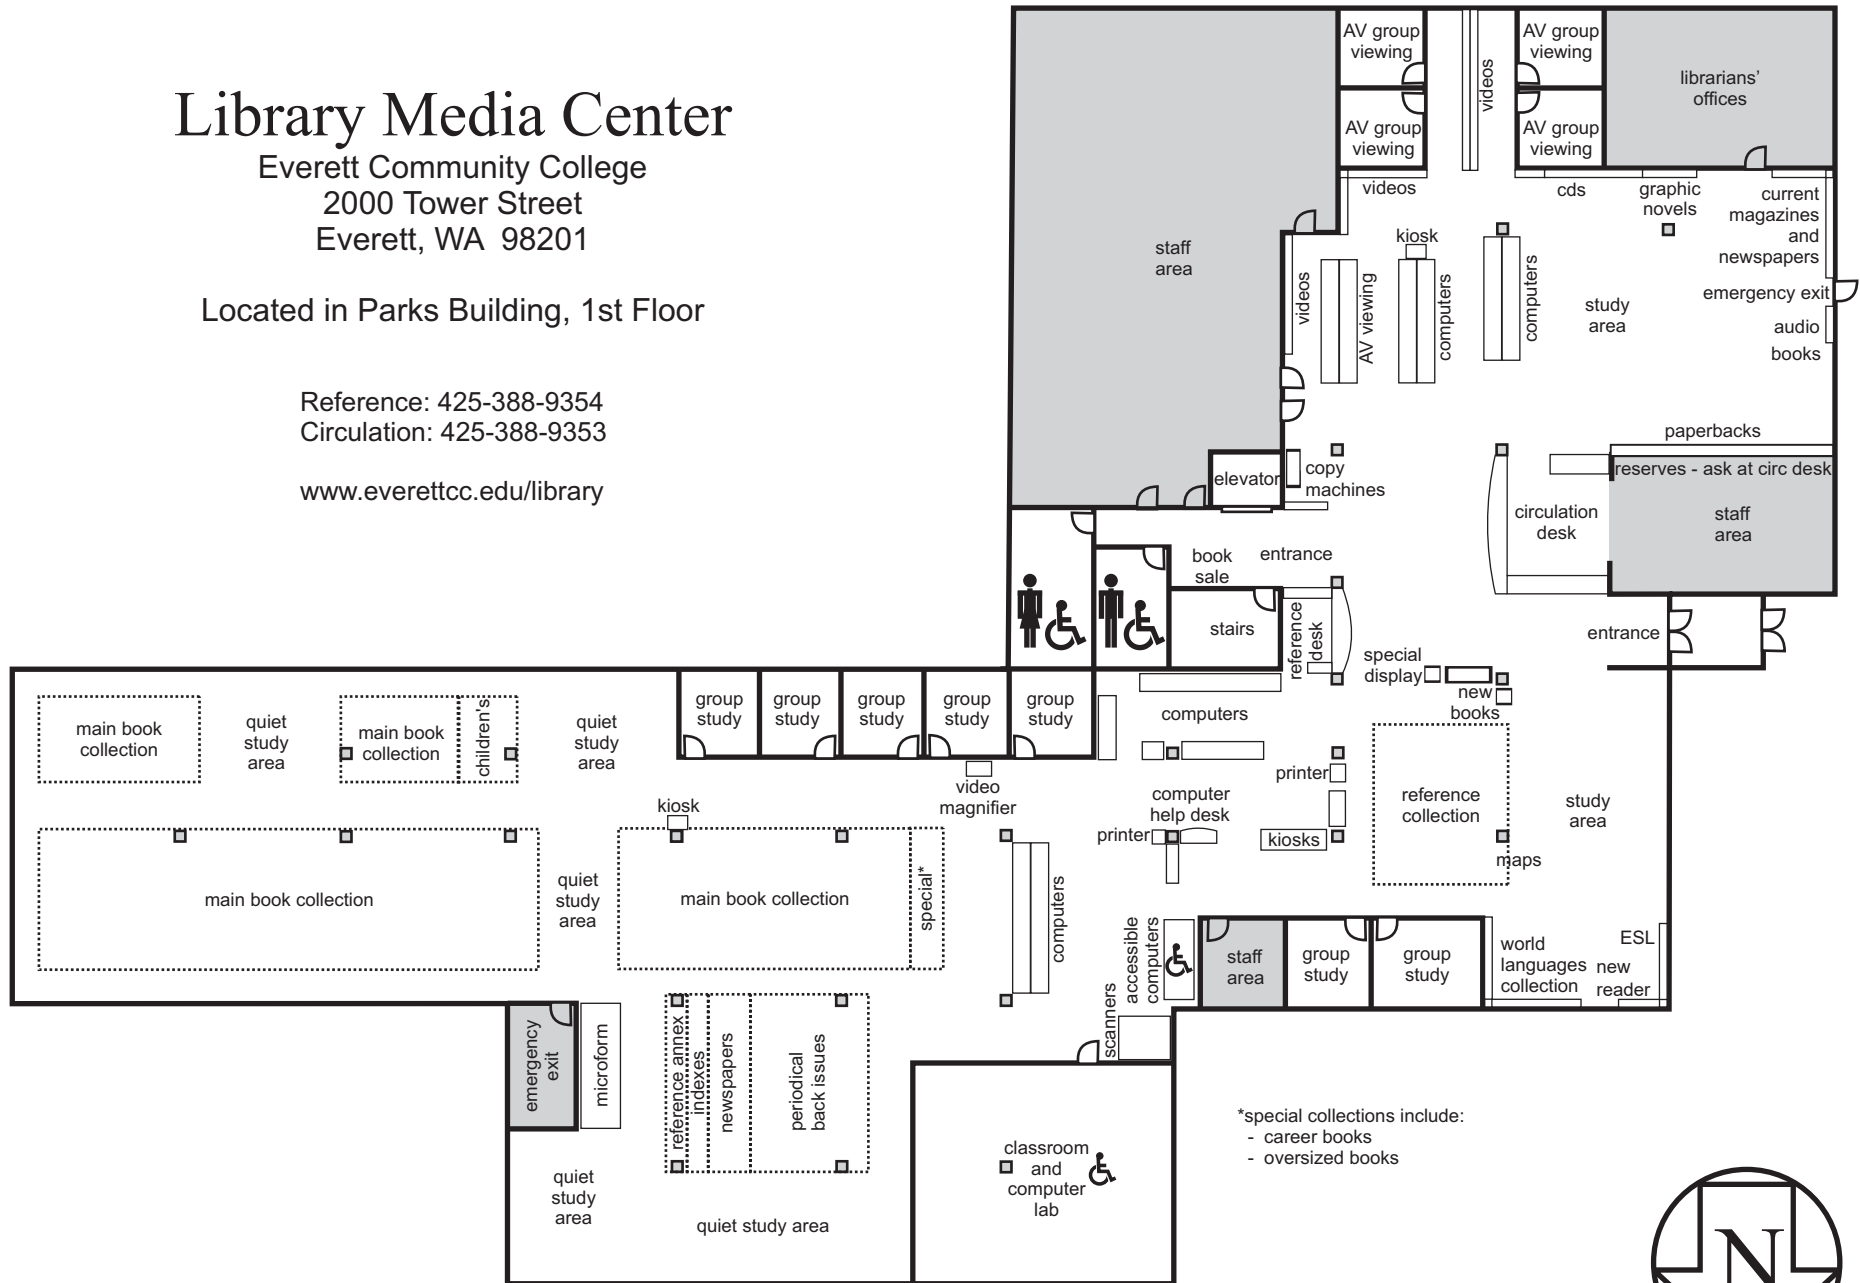 Library Media Center
Everett Community College
2000 Tower Street
Everett, WA  98201
Located in Parks Building, 1st Floor
Reference: 425-388-9354
Circulation: 425-388-9353
www.everettcc.edu/library
AV group
viewing
AV group
viewing
videos
AV group
viewing
AV group
viewing
librarians'
offices
videos
cds
graphic
novels
current
magazines
and
newspapers
staff
area
kiosk
videos
AV viewing
computers
computers
study
area
emergency exit
audio
books
paperbacks
elevator
copy
machines
reserves - ask at circ desk
circulation
desk
staff
area
book
sale
entrance
stairs
reference
desk
entrance
special
display
new
books
main book
collection
quiet
study
area
main book
collection
children's
quiet
study
area
group
study
group
study
group
study
group
study
group
study
computers
video
magnifier
kiosk
computer
help desk
printer
printer
kiosks
reference
collection
study
area
maps
main book collection
quiet
study
area
main book collection
special*
computers
accessible
computers
staff
area
group
study
group
study
world
languages
collection
ESL
new
reader
scanners
emergency
exit
microform
reference annex
indexes
newspapers
periodical
back issues
classroom
and
computer
lab
quiet
study
area
quiet study area
*special collections include:
- career books
- oversized books
N